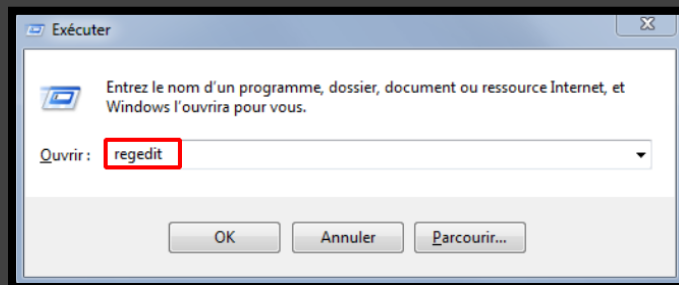 Exécuter
Entrez le nom d'un programme, dossier, document ou ressource Internet, et
Windows l'ouvrira pour vous.
Ouvrir : regedit
OK Annuler Parcourir...